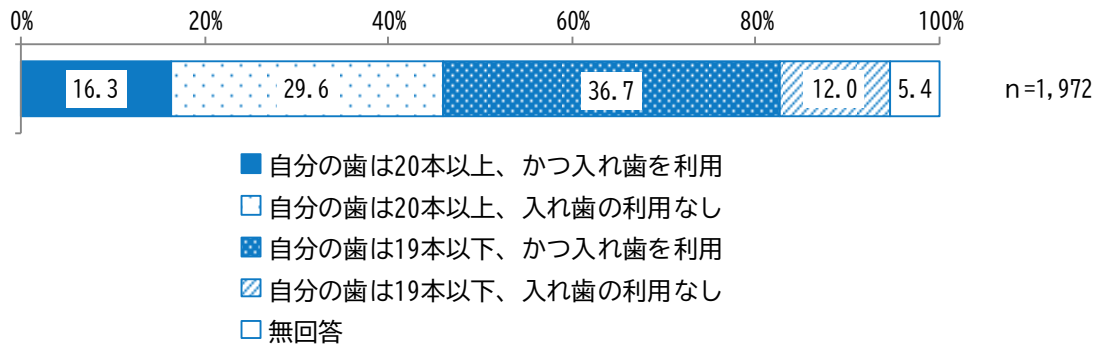 0% 20% 40% 60% 80% 100%
16.3 29.6 36.7 12.0 5.4 n=1,972
自分の歯は20本以上、かつ入れ歯を利用
自分の歯は20本以上、入れ歯の利用なし
自分の歯は19本以下、かつ入れ歯を利用
自分の歯は19本以下、入れ歯の利用なし
無回答